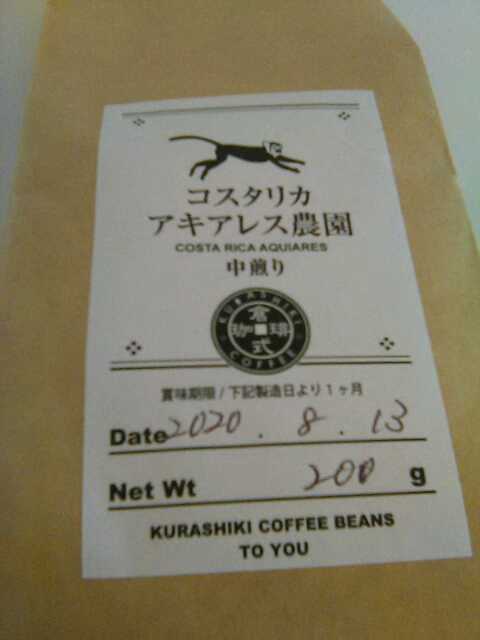 コスタリカ
アキアレス農園
COSTA RICA AQUIARES
中煎り
KURASHIKI
倉
珈琲
式
COFFEE
賞味期限/下記製造日より1ヶ月
Date 2020.8.13
Net Wt 200 g
KURASHIKI COFFEE BEANS
TO YOU